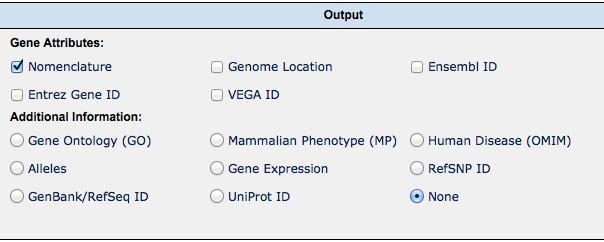 Output
Gene Attributes:
Nomenclature Genome Location Ensembl ID
Entrez Gene ID VEGA ID
Additional Information:
Gene Ontology (GO) Mammalian Phenotype (MP) Human Disease (OMIM)
Alleles Gene Expression RefSNP ID
GenBank/RefSeq ID UniProt ID None